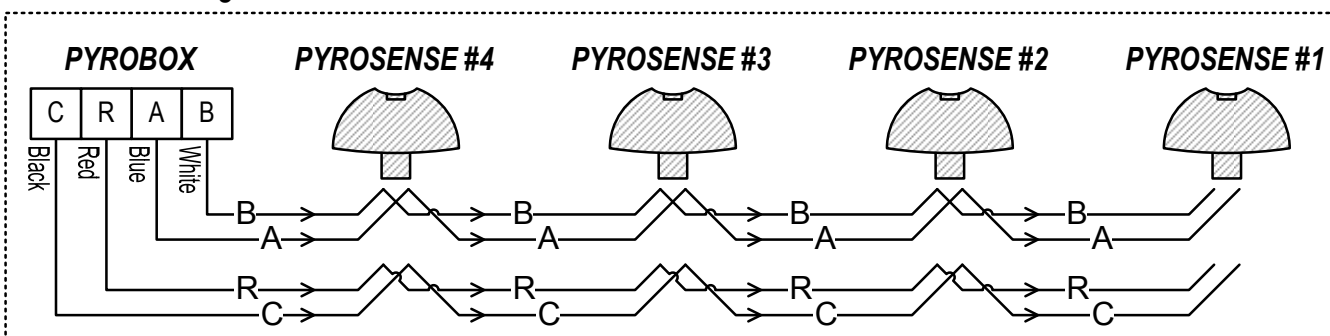 PYROBOX PYROSENSE #4 PYROSENSE #3 PYROSENSE #2 PYROSENSE #1
C R A B
Black Red Blue White
B B B B
A A A A
R R R R
C C C C